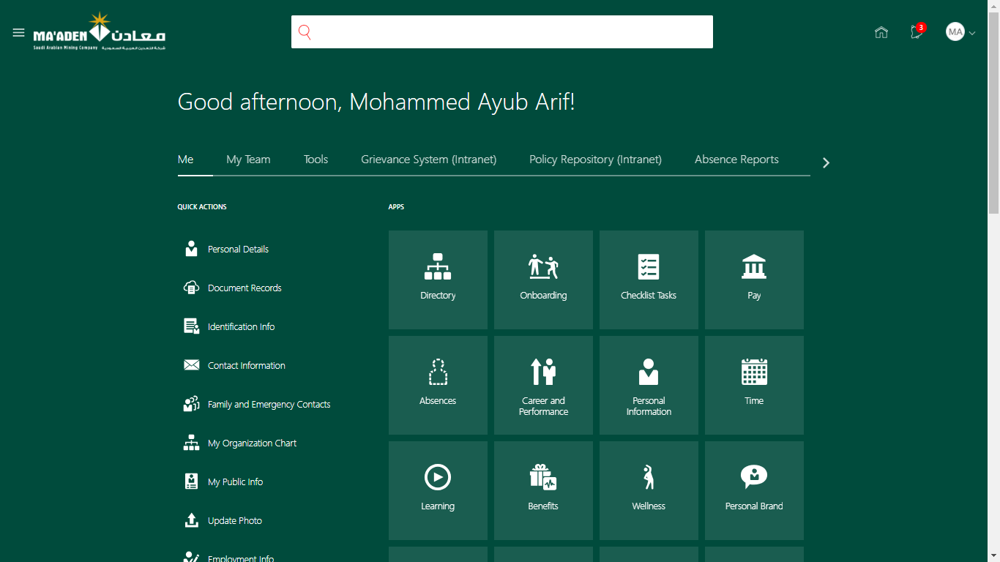 MA'ADEN معادن
Saudi Arabian Mining Company شركة التعدين العربية السعودية
3
MA
Good afternoon, Mohammed Ayub Arif!
Me My Team Tools Grievance System (Intranet) Policy Repository (Intranet) Absence Reports
QUICK ACTIONS
Personal Details
Document Records
Identification Info
Contact Information
Family and Emergency Contacts
My Organization Chart
My Public Info
Update Photo
Employment Info
APPS
Directory
Onboarding
Checklist Tasks
Pay
Absences
Career and
Performance
Personal
Information
Time
Learning
Benefits
Wellness
Personal Brand